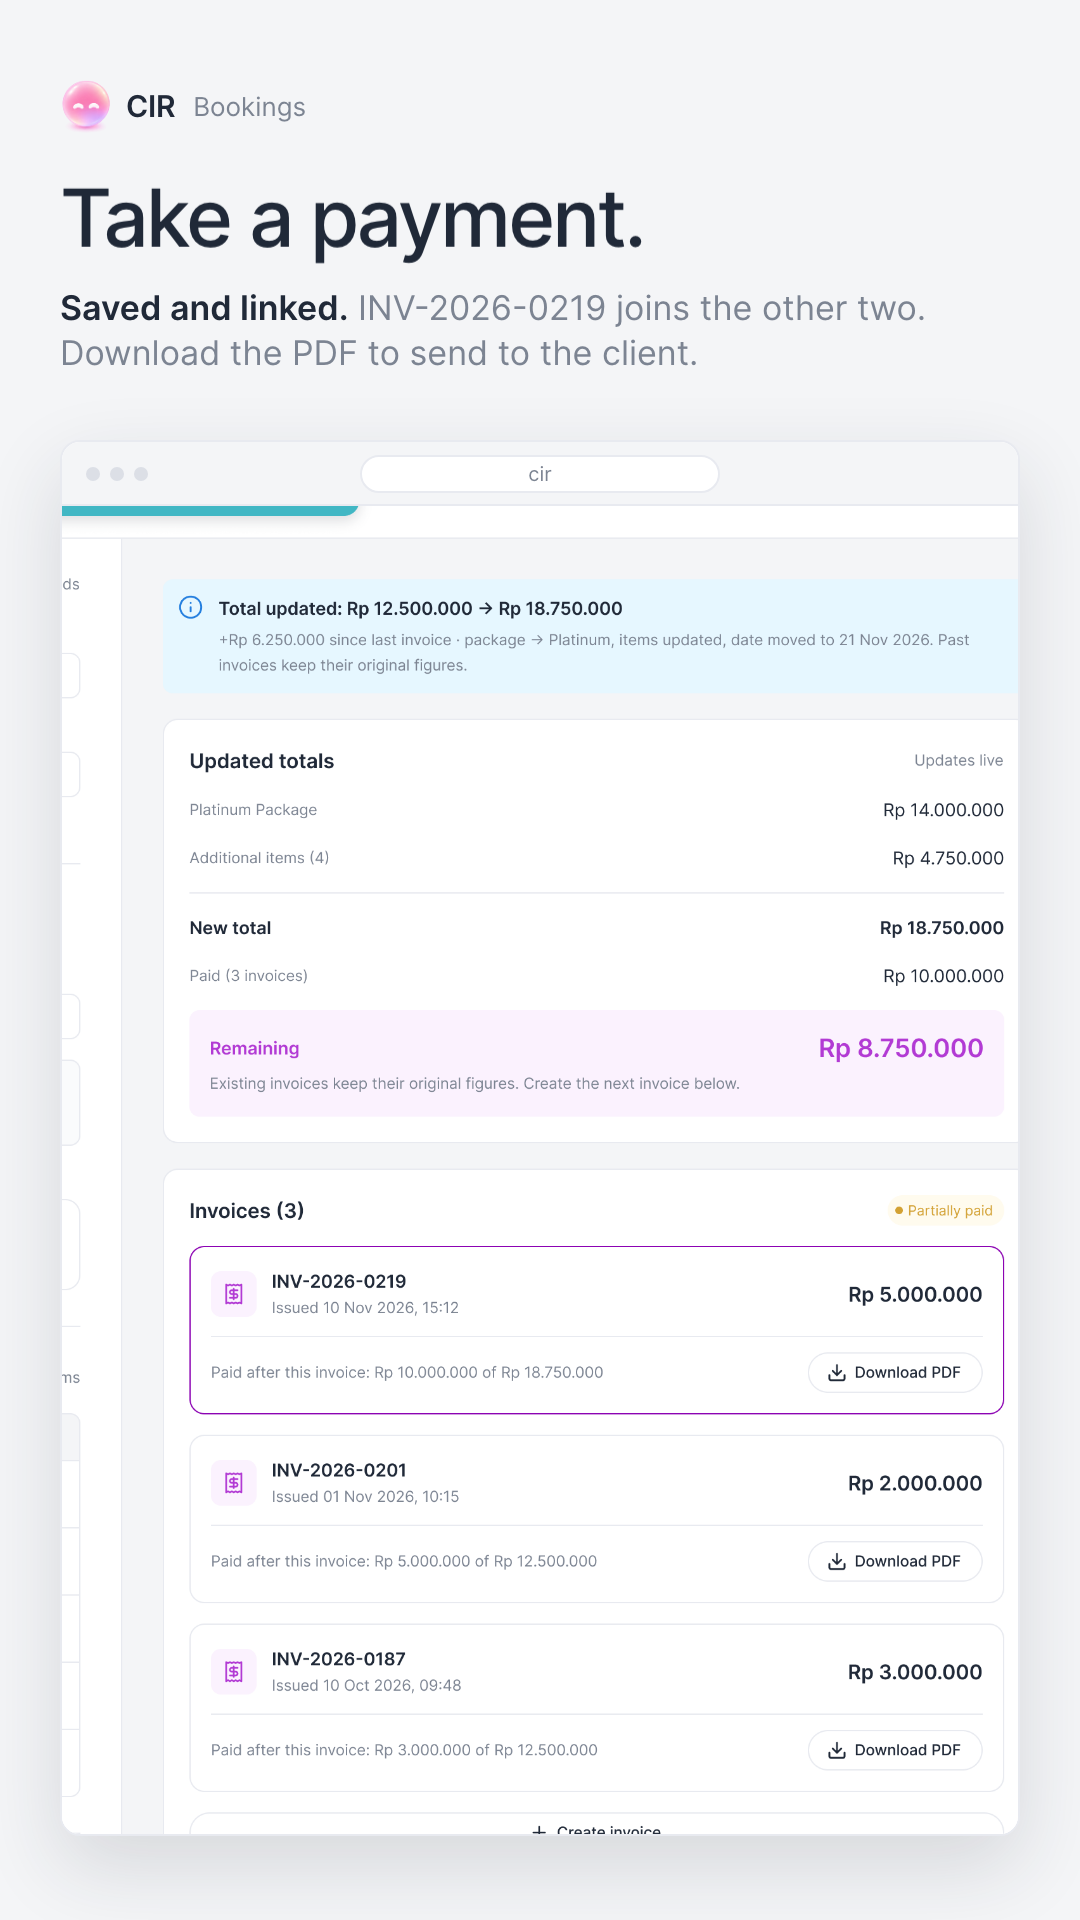 CIR Bookings
Take a payment.
Saved and linked. INV-2026-0219 joins the other two.
Download the PDF to send to the client.
cir
ds
Total updated: Rp 12.500.000 → Rp 18.750.000
+Rp 6.250.000 since last invoice · package → Platinum, items updated, date moved to 21 Nov 2026. Past
invoices keep their original figures.
Updated totals Updates live
Platinum Package Rp 14.000.000
Additional items (4) Rp 4.750.000
New total Rp 18.750.000
Paid (3 invoices) Rp 10.000.000
Remaining Rp 8.750.000
Existing invoices keep their original figures. Create the next invoice below.
Invoices (3) Partially paid
INV-2026-0219
Issued 10 Nov 2026, 15:12
Rp 5.000.000
Paid after this invoice: Rp 10.000.000 of Rp 18.750.000 Download PDF
ms
INV-2026-0201
Issued 01 Nov 2026, 10:15
Rp 2.000.000
Paid after this invoice: Rp 5.000.000 of Rp 12.500.000 Download PDF
INV-2026-0187
Issued 10 Oct 2026, 09:48
Rp 3.000.000
Paid after this invoice: Rp 3.000.000 of Rp 12.500.000 Download PDF
+ Create invoice